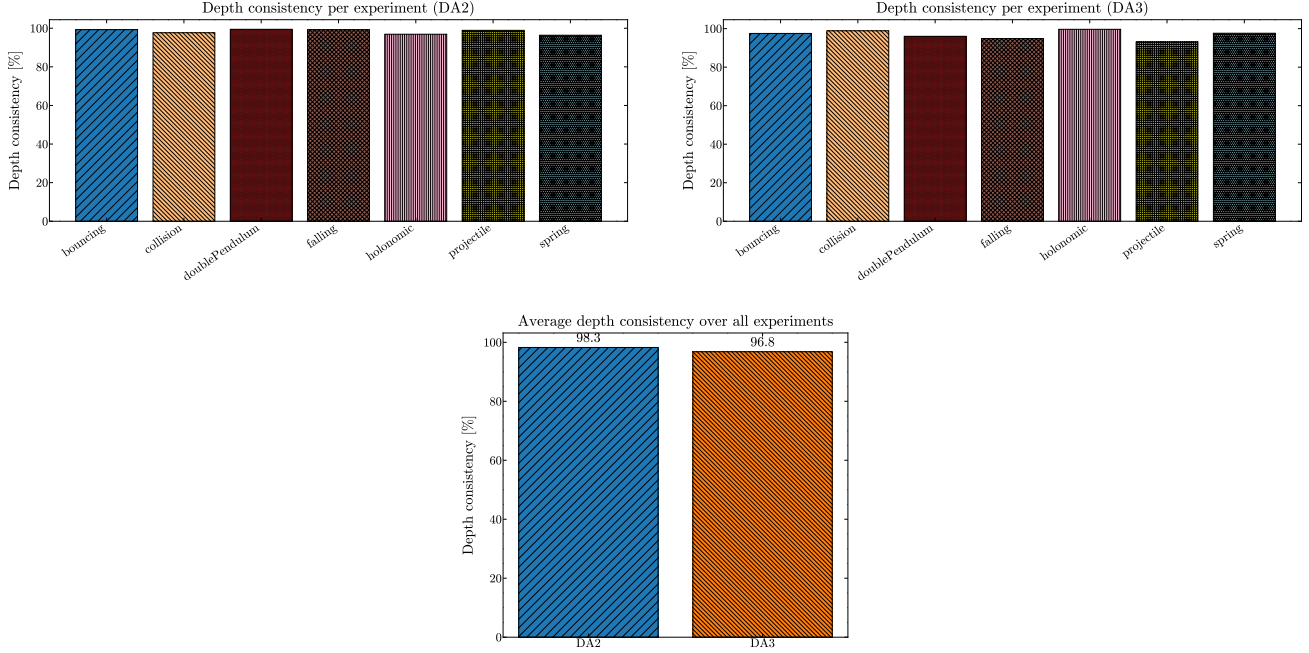 Depth consistency per experiment (DA2)
Depth consistency [%]
100
80
60
40
20
0
bouncing
collision
doublePendulum
falling
holonomic
projectile
spring
Depth consistency per experiment (DA3)
Depth consistency [%]
100
80
60
40
20
0
bouncing
collision
doublePendulum
falling
holonomic
projectile
spring
Average depth consistency over all experiments
Depth consistency [%]
100
80
60
40
20
0
98.3
96.8
DA2
DA3